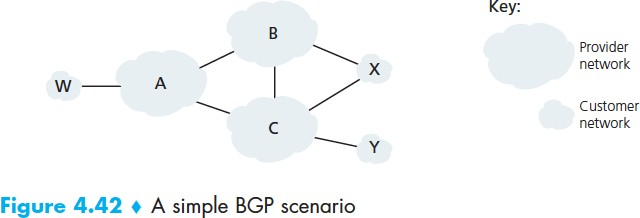 Key:
B
Provider
network
X
W
A
Customer
network
C
Y
Figure 4.42 ♦ A simple BGP scenario